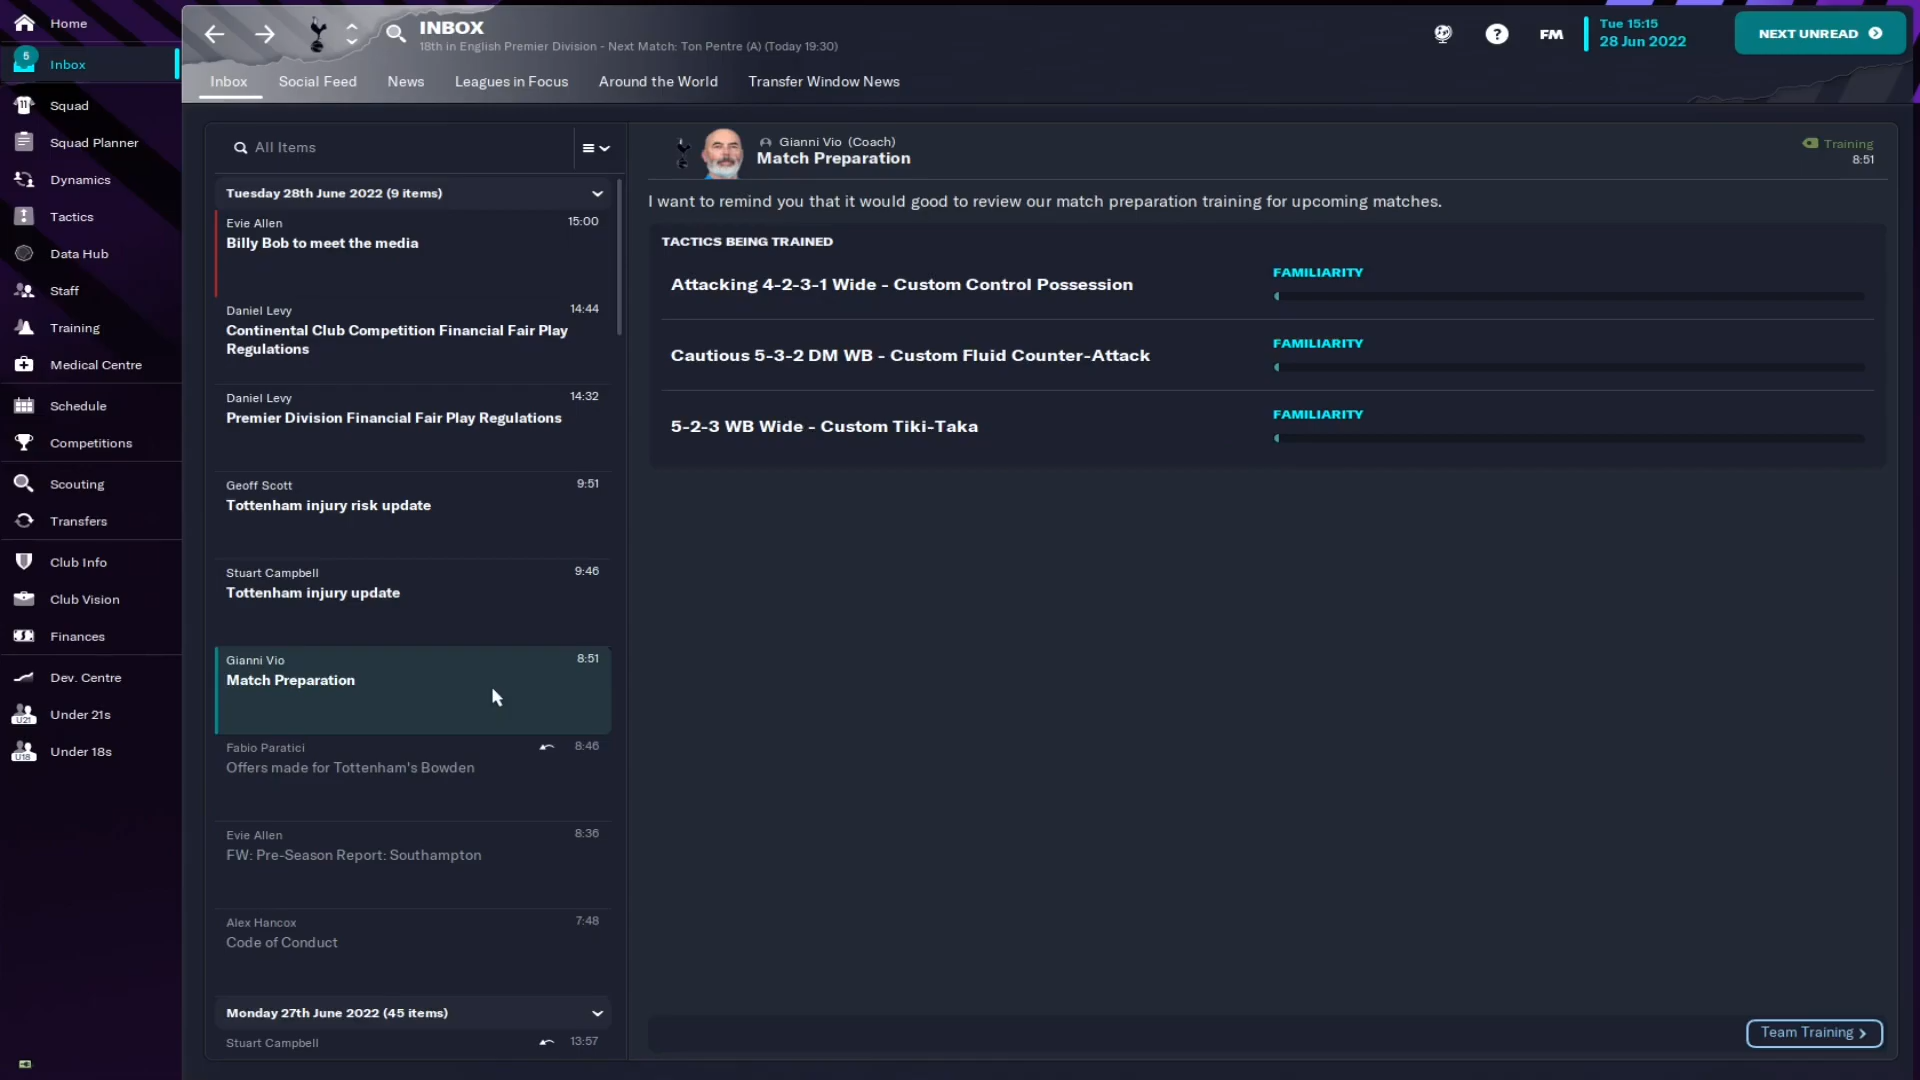 Home
5
Inbox
11
Squad
Squad Planner
Dynamics
Tactics
Data Hub
Staff
Training
Medical Centre
Schedule
Competitions
Scouting
Transfers
Club Info
Club Vision
Finances
Dev. Centre
U21
Under 21s
U18
Under 18s
INBOX
18th in English Premier Division - Next Match: Ton Pentre (A) (Today 19:30)
?
FM
Tue 15:15
28 Jun 2022
NEXT UNREAD
Inbox
Social Feed
News
Leagues in Focus
Around the World
Transfer Window News
All Items
Tuesday 28th June 2022 (9 items)
Evie Allen 15:00
Billy Bob to meet the media
Daniel Levy 14:44
Continental Club Competition Financial Fair Play
Regulations
Daniel Levy 14:32
Premier Division Financial Fair Play Regulations
Geoff Scott 9:51
Tottenham injury risk update
Stuart Campbell 9:46
Tottenham injury update
Gianni Vio 8:51
Match Preparation
Fabio Paratici 8:46
Offers made for Tottenham's Bowden
Evie Allen 8:36
FW: Pre-Season Report: Southampton
Alex Hancox 7:48
Code of Conduct
Monday 27th June 2022 (45 items)
Stuart Campbell 13:57
Gianni Vio (Coach)
Match Preparation
Training
8:51
I want to remind you that it would good to review our match preparation training for upcoming matches.
TACTICS BEING TRAINED
Attacking 4-2-3-1 Wide - Custom Control Possession
FAMILIARITY
Cautious 5-3-2 DM WB - Custom Fluid Counter-Attack
FAMILIARITY
5-2-3 WB Wide - Custom Tiki-Taka
FAMILIARITY
Team Training